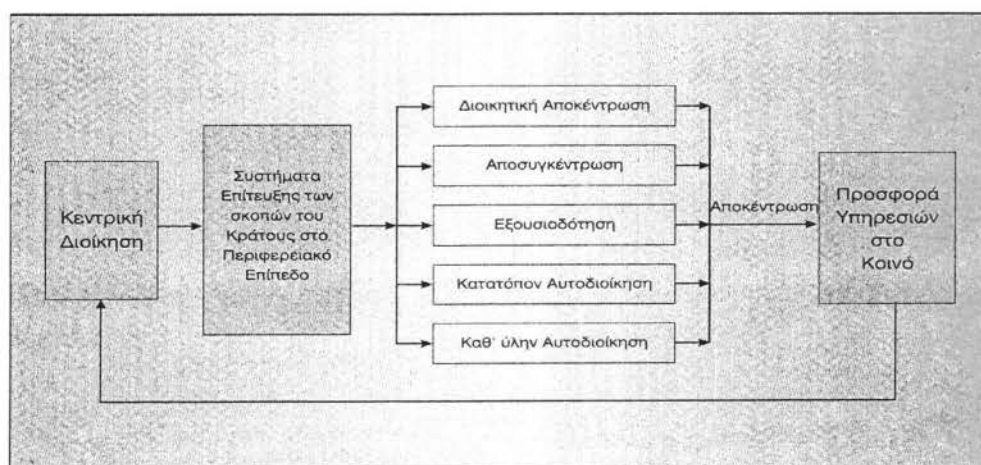 Κεντρική
Διοίκηση
Συστήματα
Επίτευξης των
σκοπών του
Κράτους στο
Περιφερειακό
Επίπεδο
Διοικητική Αποκέντρωση
Αποσυγκέντρωση
Εξουσιοδότηση
Κατατόπον Αυτοδιοίκηση
Καθ' ύλην Αυτοδιοίκηση
Αποκέντρωση
Προσφορά
Υπηρεσιών
στο
Κοινό